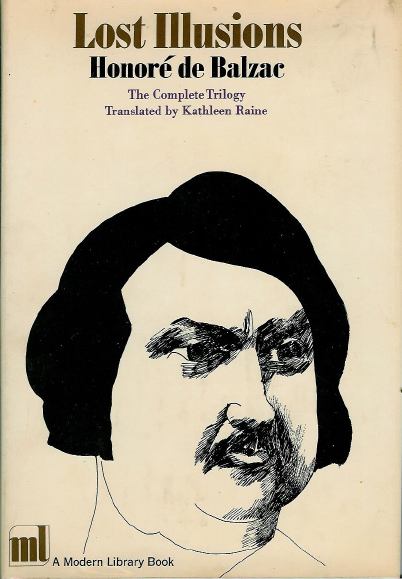 Lost Illusions
Honoré de Balzac
The Complete Trilogy
Translated by Kathleen Raine
ml
A Modern Library Book